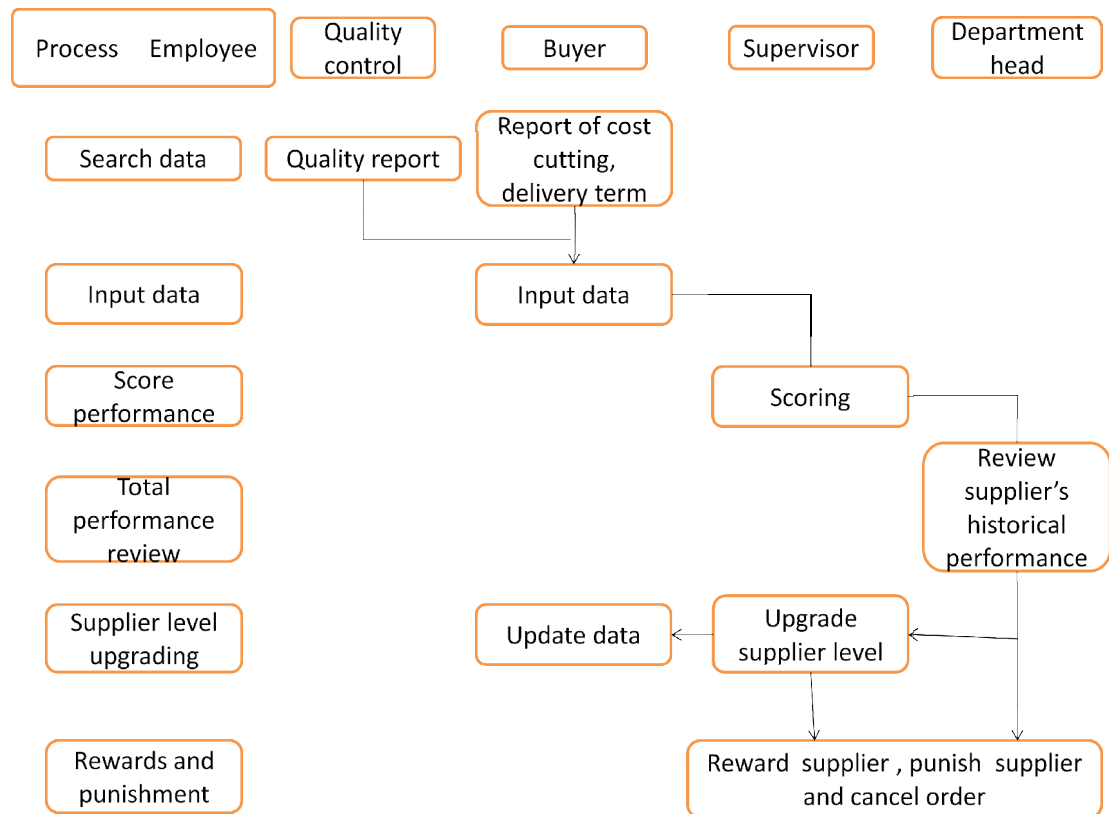 Process Employee
Quality
control
Buyer
Supervisor
Department
head
Search data
Quality report
Report of cost
cutting,
delivery term
Input data
Input data
Score
performance
Scoring
Total
performance
review
Review
supplier’s
historical
performance
Supplier level
upgrading
Update data
Upgrade
supplier level
Rewards and
punishment
Reward supplier , punish supplier
and cancel order